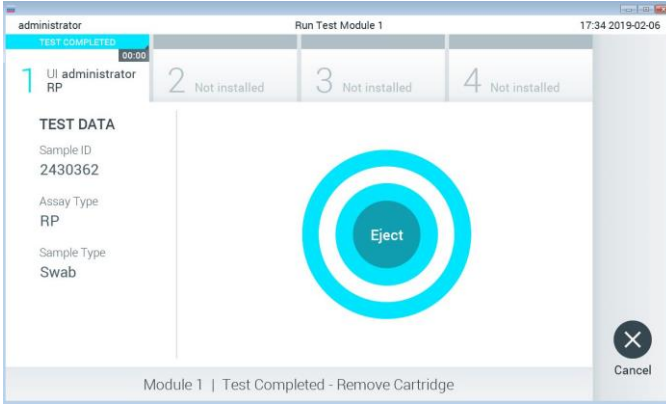 administrator Run Test Module 1 17:34 2019-02-06
TEST COMPLETED
00:00
1 UI administrator
RP
2 Not installed
3 Not installed
4 Not installed
TEST DATA
Sample ID
2430362
Assay Type
RP
Sample Type
Swab
Eject
Cancel
Module 1 | Test Completed - Remove Cartridge